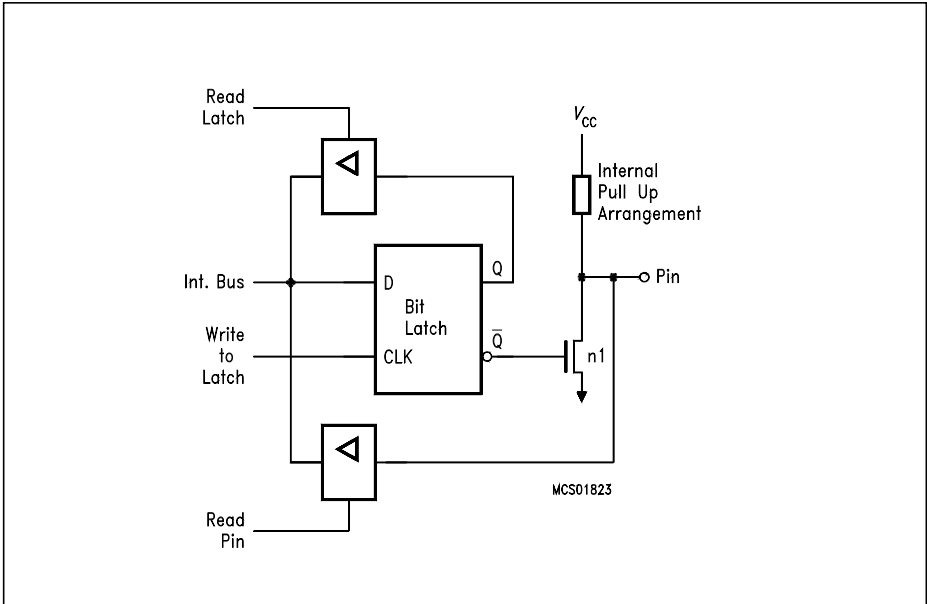 Read
Latch
VCC
Internal
Pull Up
Arrangement
Int. Bus
D
Q
Pin
Bit
Latch
Write
to
Latch
CLK
Q̅
n1
MCS01823
Read
Pin